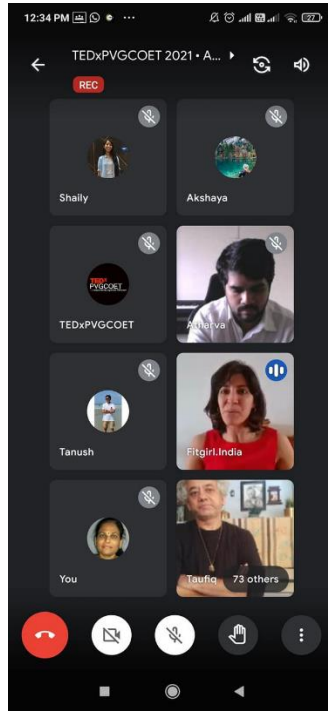 12:34 PM
27
TEDxPVGCOET 2021 • A...
REC
Shaily
Akshaya
TEDx
PVGCOET
TEDXPVGCOET
Atharva
Tanush
Fitgirl.India
You
Taufiq
73 others